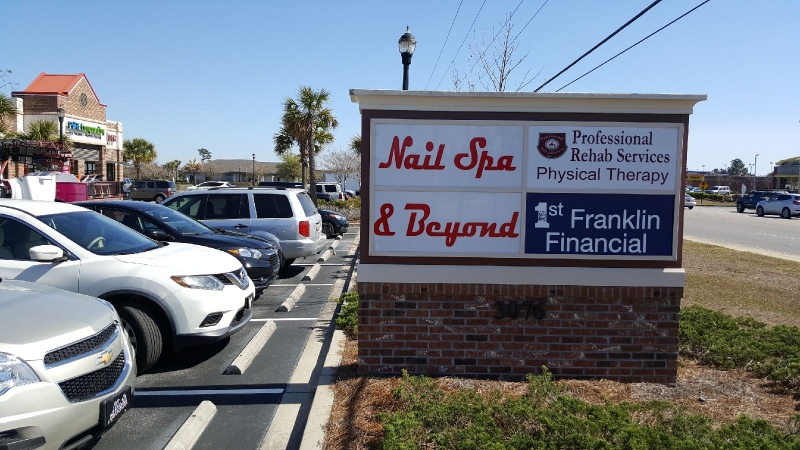 Nail Spa
& Beyond
Professional
Rehab Services
Physical Therapy
1st Franklin
Financial
3076